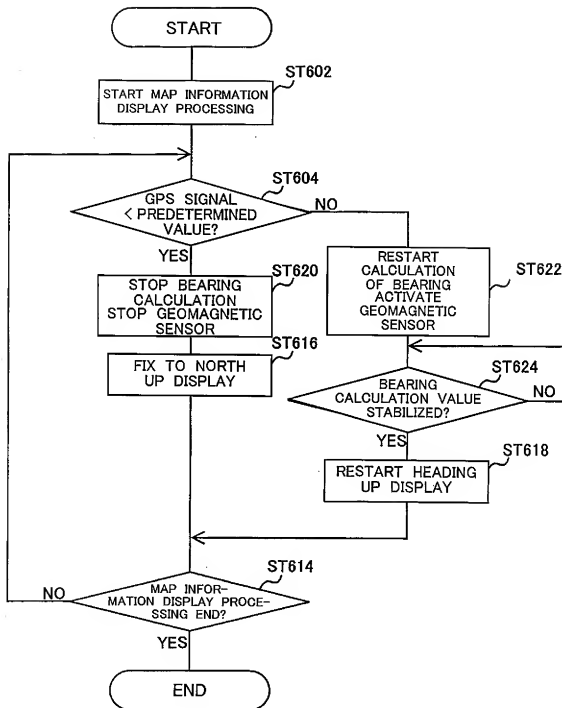 START
ST602
START MAP INFORMATION
DISPLAY PROCESSING
ST604
GPS SIGNAL
< PREDETERMINED
VALUE?
NO
YES
ST620
STOP BEARING
CALCULATION
STOP GEOMAGNETIC
SENSOR
ST616
FIX TO NORTH
UP DISPLAY
RESTART
CALCULATION
OF BEARING
ACTIVATE
GEOMAGNETIC
SENSOR
ST622
ST624
BEARING
CALCULATION VALUE
STABILIZED?
NO
YES
ST618
RESTART HEADING
UP DISPLAY
ST614
MAP INFOR-
MATION DISPLAY PROCE-
SSING END?
NO
YES
END